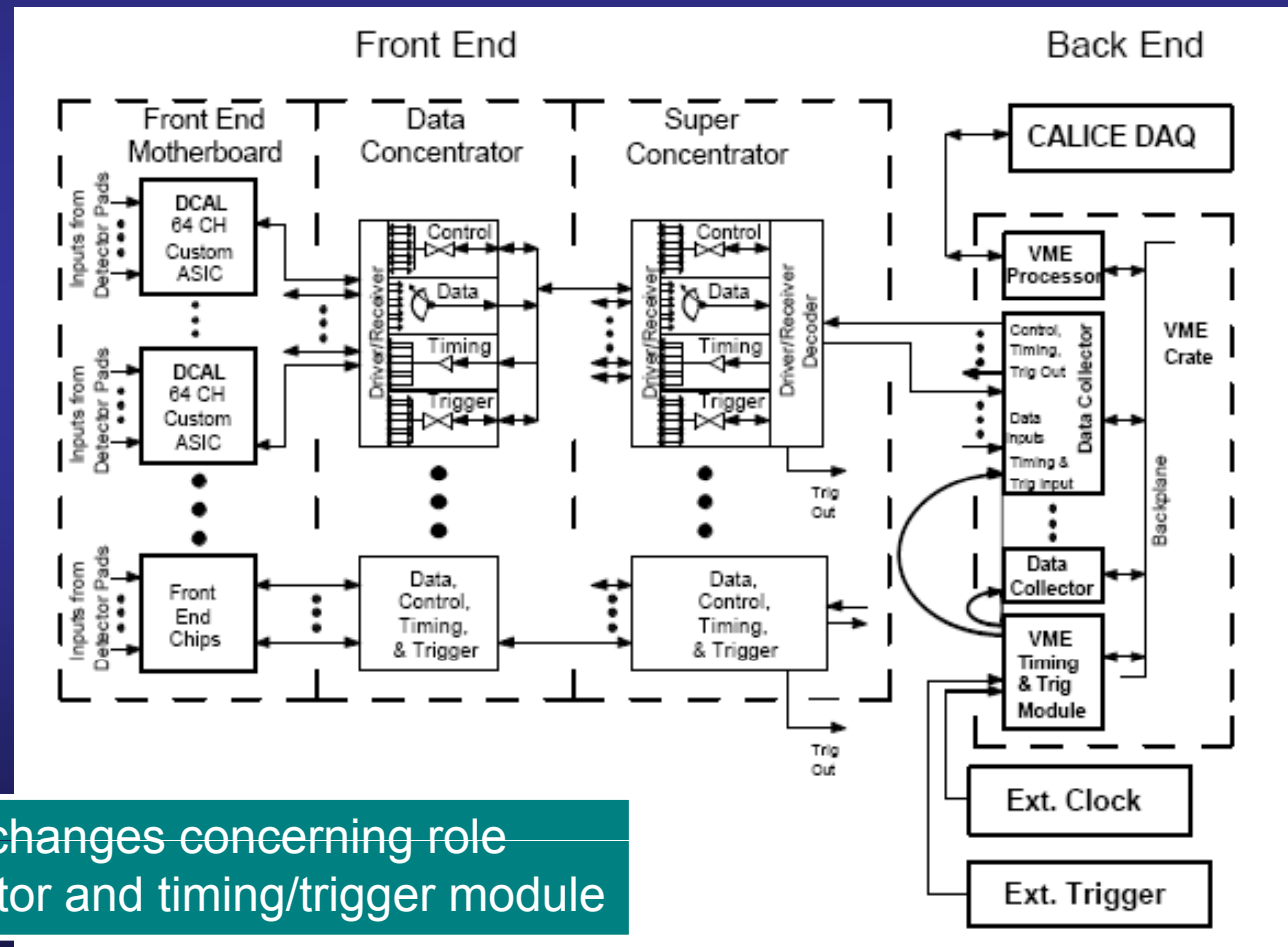 Front End
Back End
Front End
Motherboard
Data
Concentrator
Super
Concentrator
Inputs from
Detector Pads
DCAL
64 CH
Custom
ASIC
Inputs from
Detector Pads
DCAL
64 CH
Custom
ASIC
Inputs from
Detector Pads
Front
End
Chips
Driver/Receiver
Control
Data
Timing
Trigger
Data,
Control,
Timing,
& Trigger
Driver/Receiver
Control
Data
Timing
Trigger
Driver/Receiver
Decoder
Trig
Out
Data,
Control,
Timing,
& Trigger
Trig
Out
CALICE DAQ
VME
Processor
Control,
Timing,
Trig Out
Data
Inputs
Timing &
Trig Input
Data Collector
VME
Crate
Backplane
Data
Collector
VME
Timing
& Trig
Module
Ext. Clock
Ext. Trigger
changes concerning role
tor and timing/trigger module